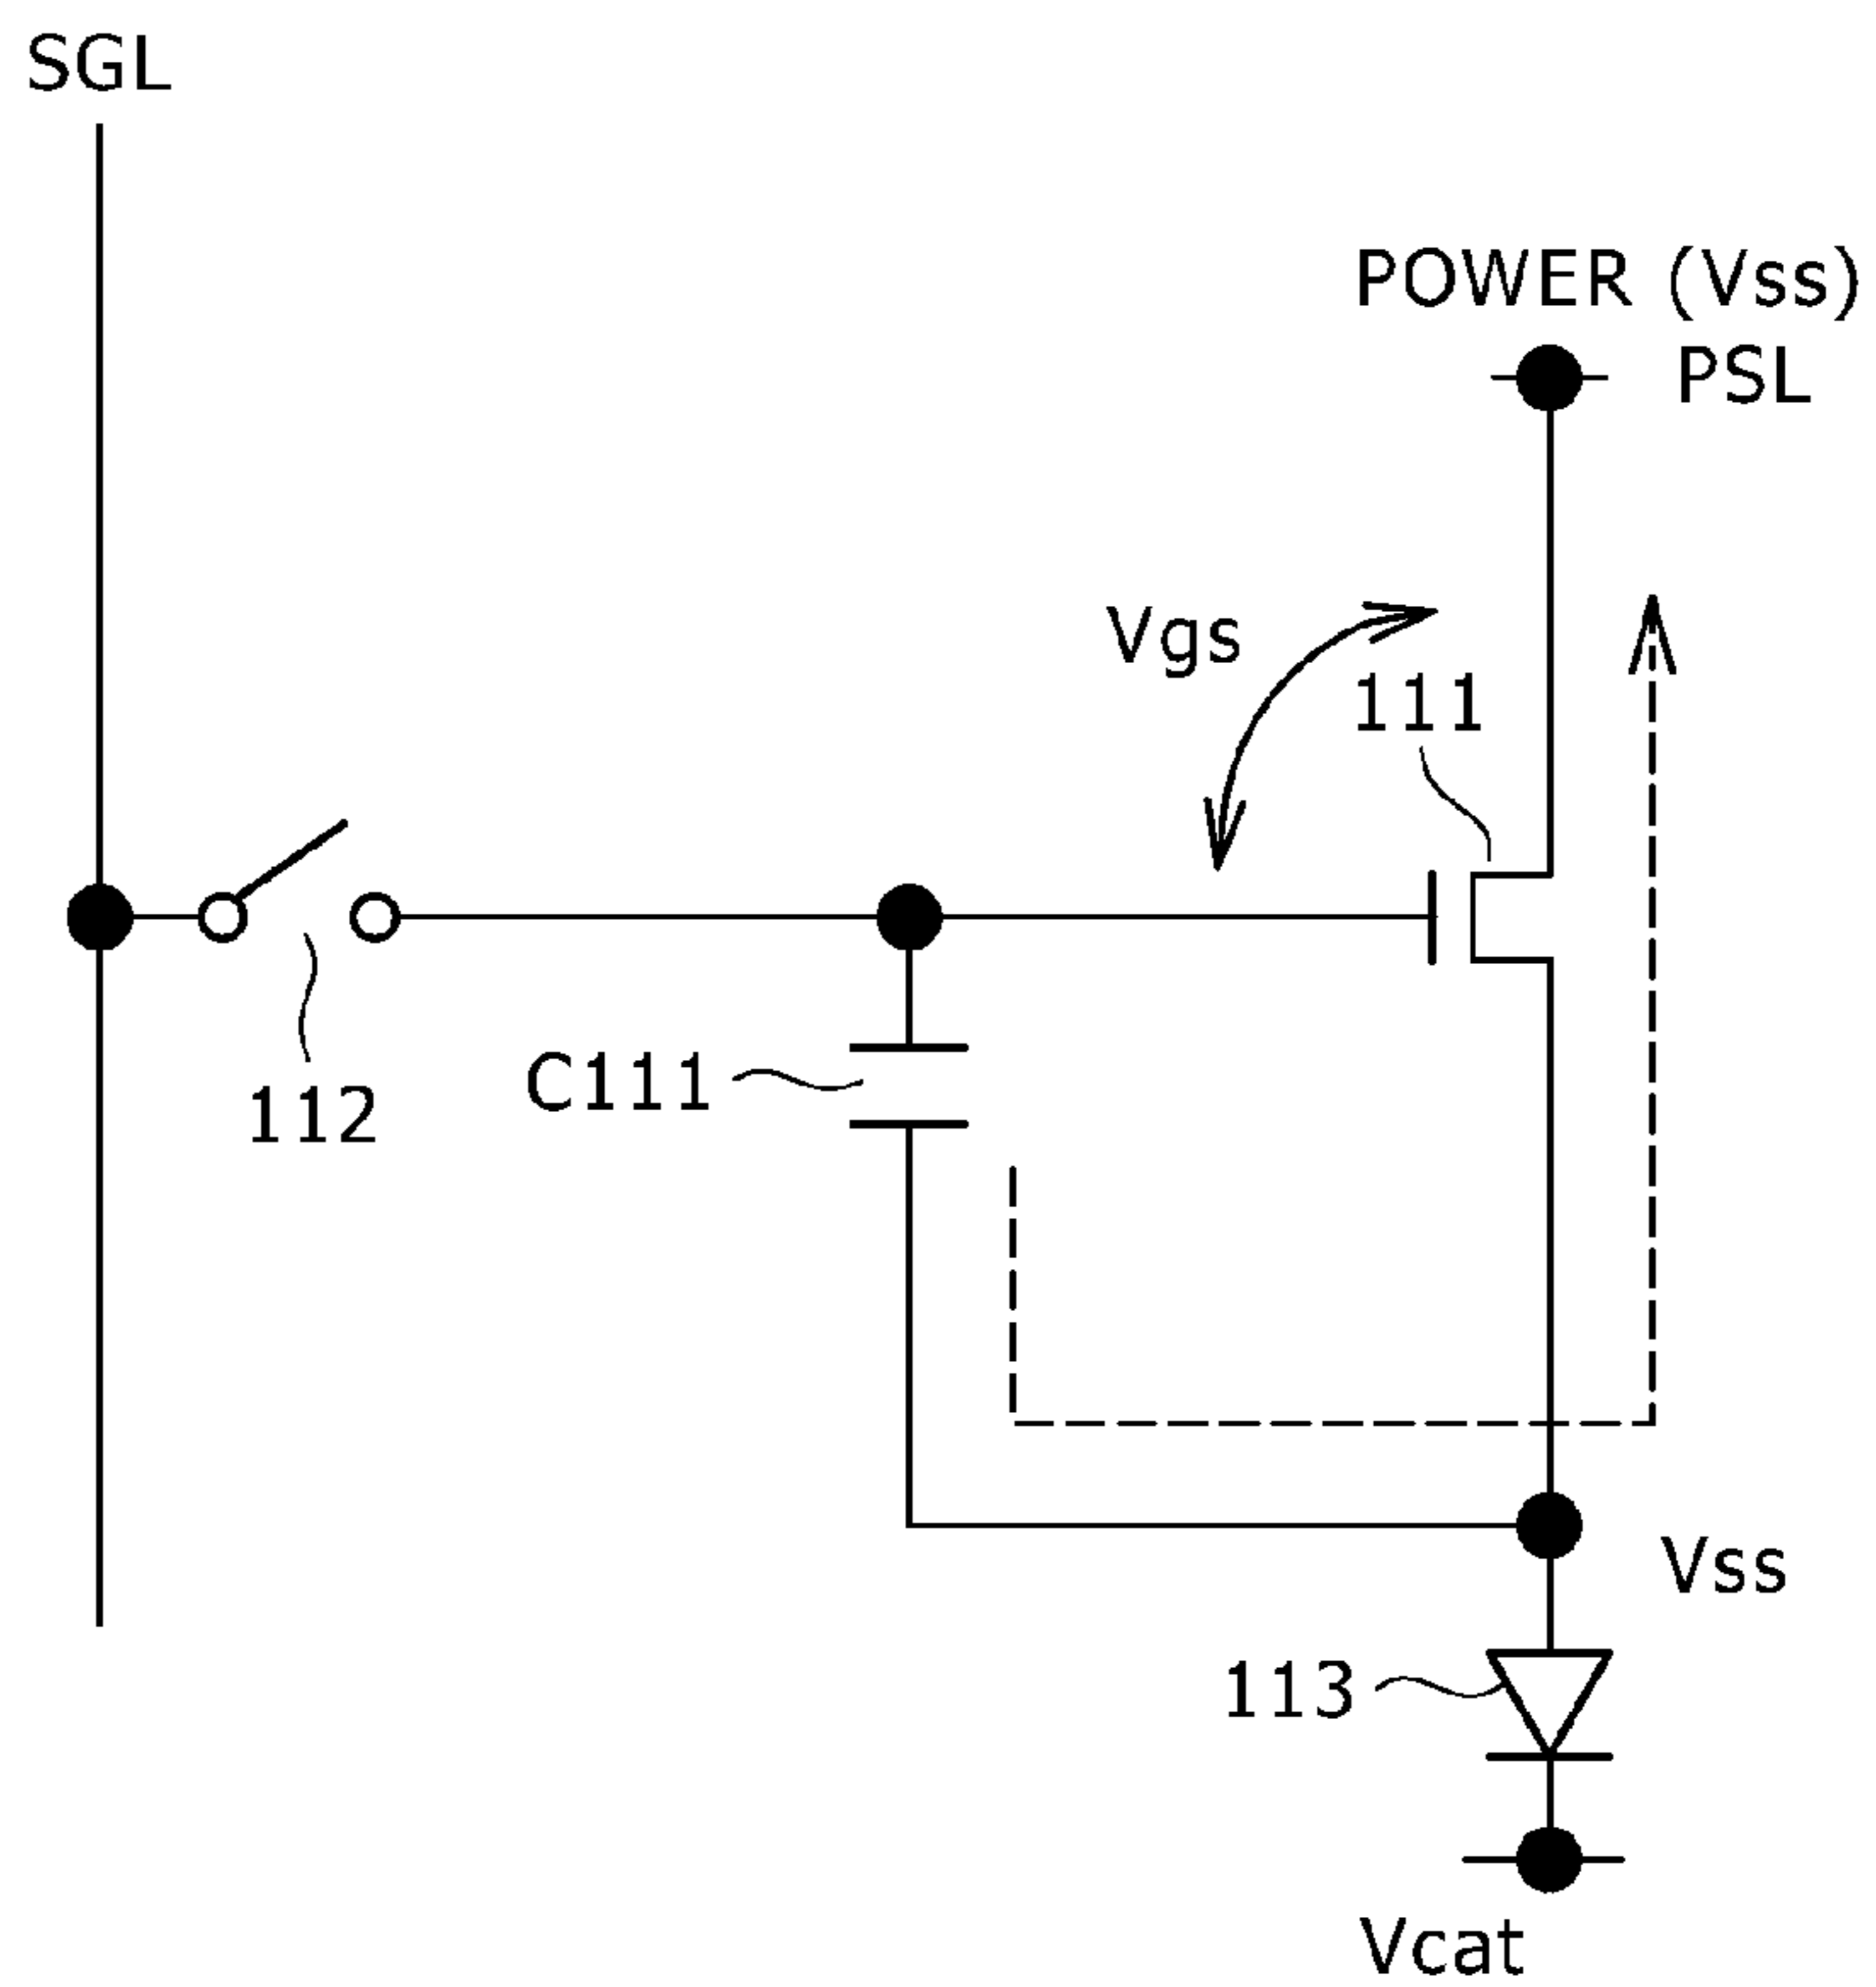 SGL
POWER (Vss)
PSL
Vgs
111
112
C111
Vss
113
Vcat